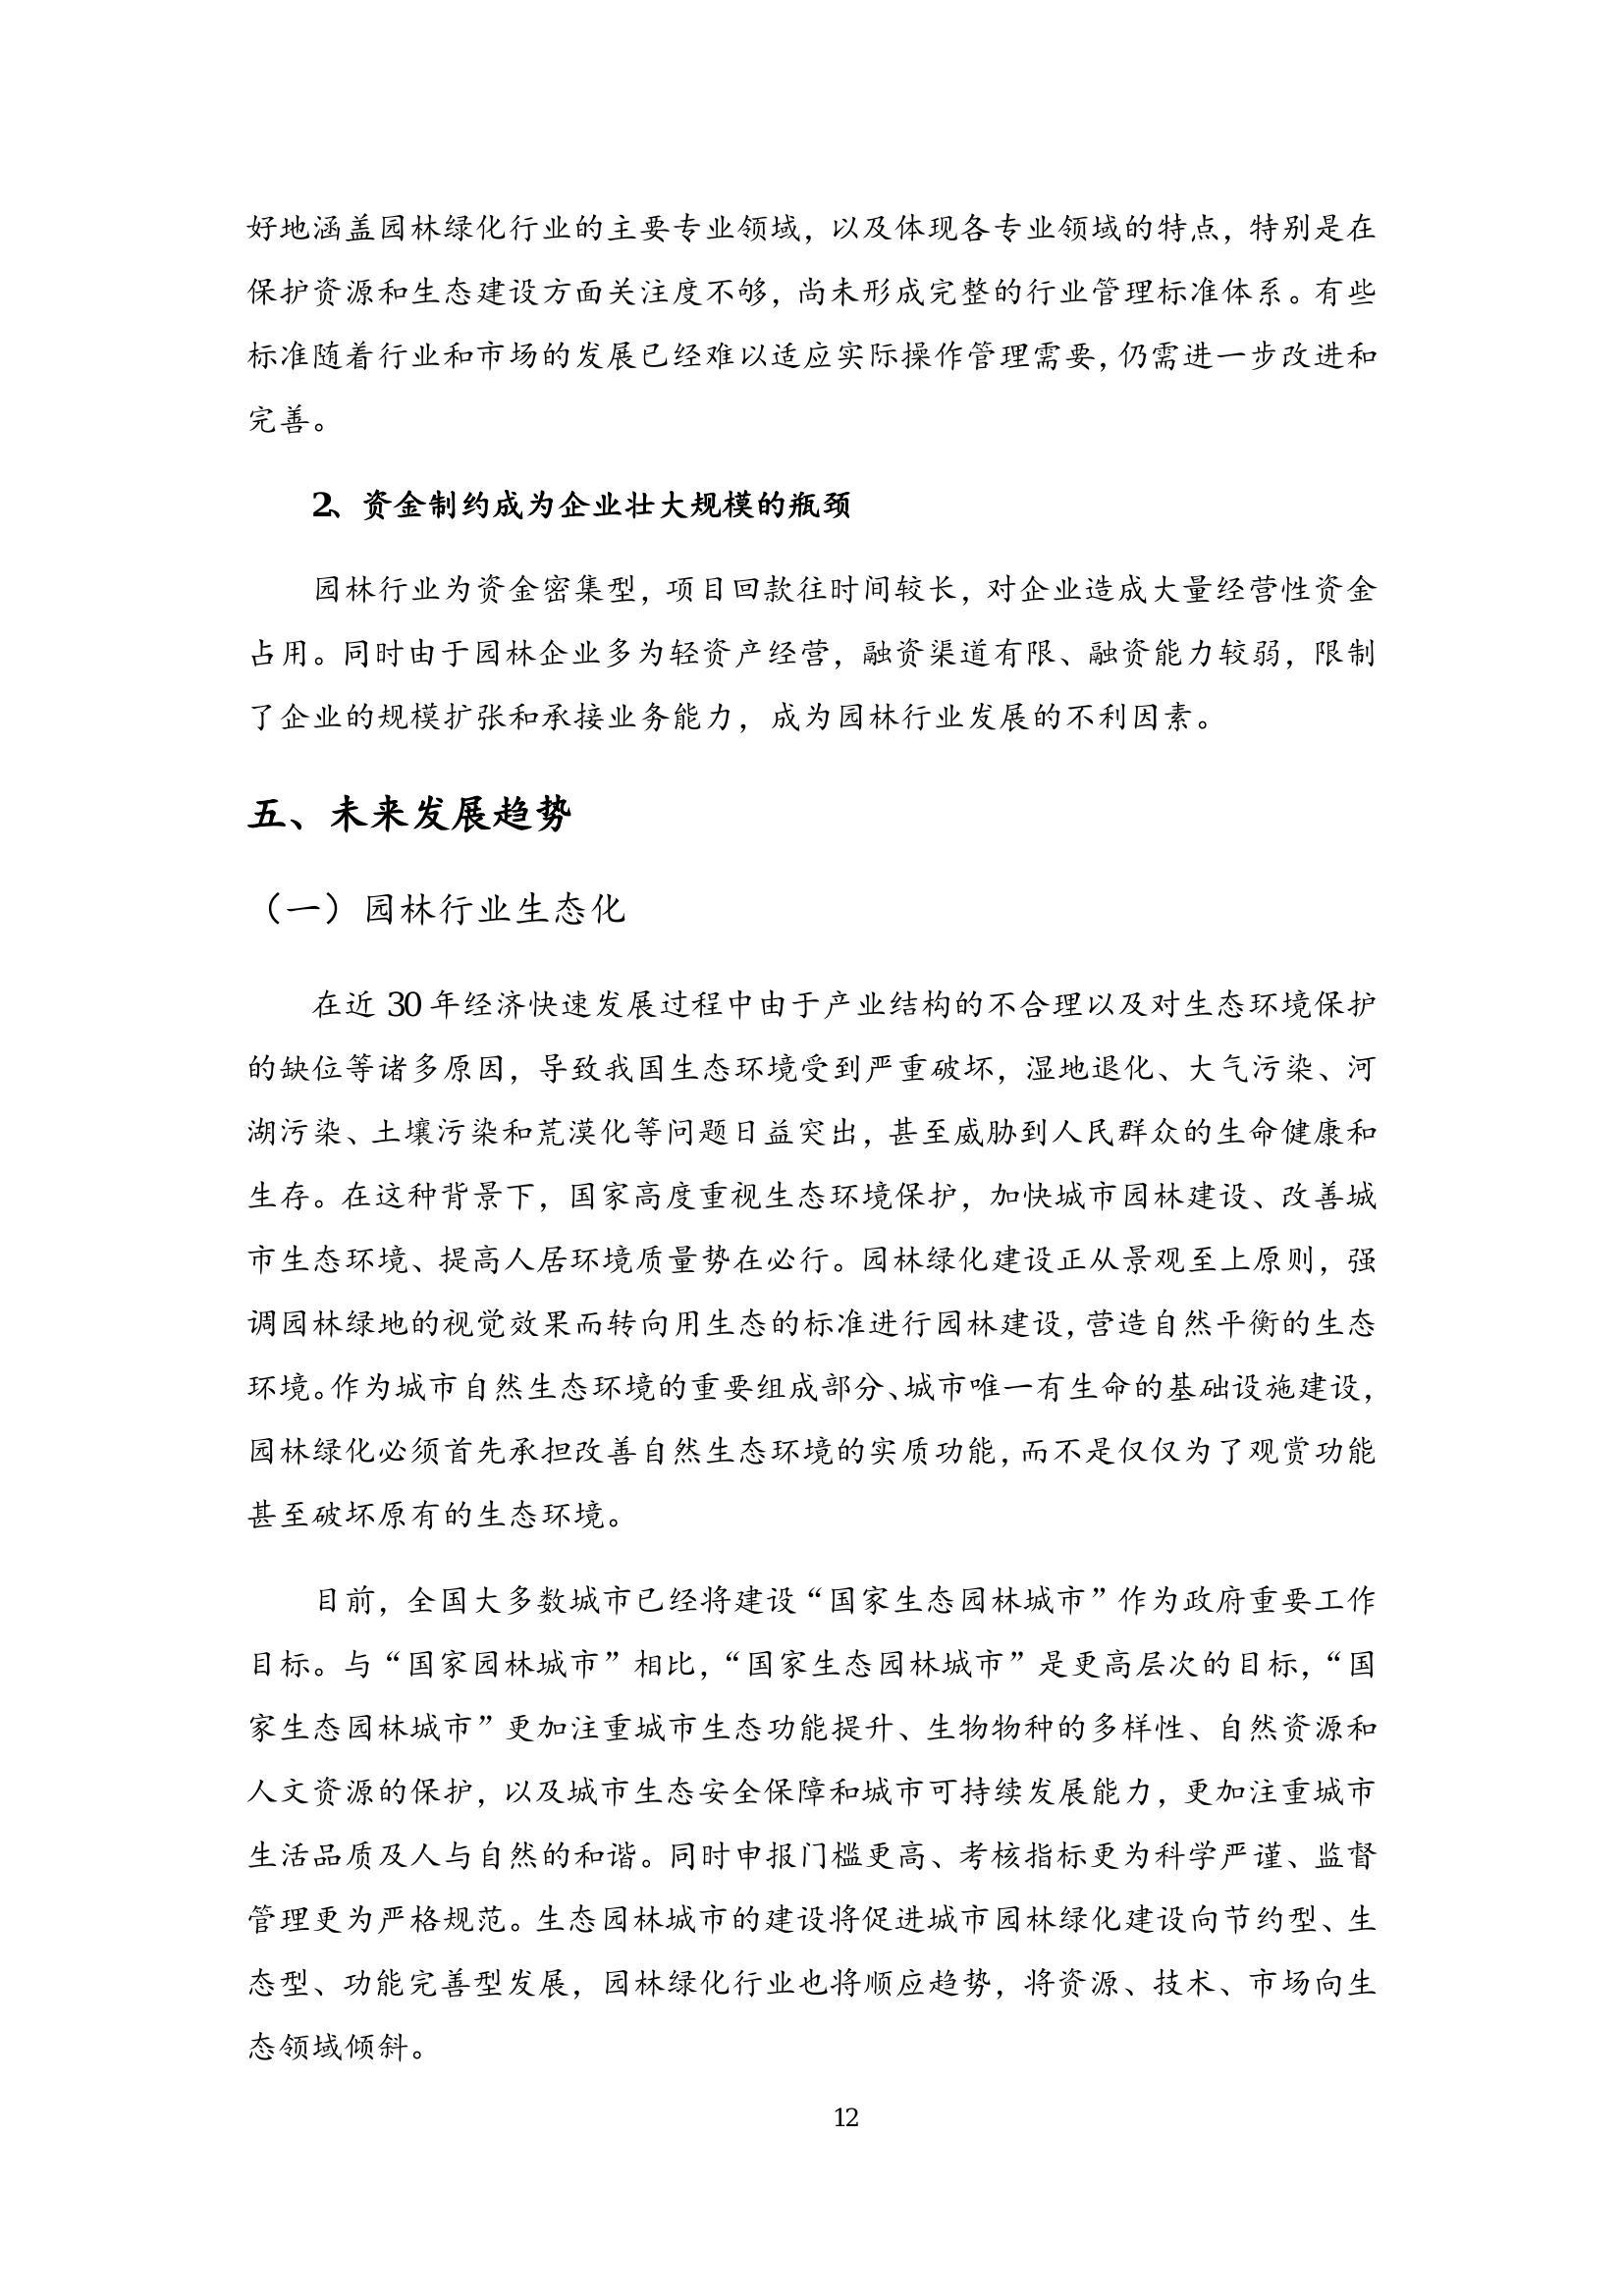 好地涵盖园林绿化行业的主要专业领域，以及体现各专业领域的特点，特别是在
保护资源和生态建设方面关注度不够，尚未形成完整的行业管理标准体系。有些
标准随着行业和市场的发展已经难以适应实际操作管理需要，仍需进一步改进和
完善。
2、资金制约成为企业壮大规模的瓶颈
园林行业为资金密集型，项目回款往时间较长，对企业造成大量经营性资金
占用。同时由于园林企业多为轻资产经营，融资渠道有限、融资能力较弱，限制
了企业的规模扩张和承接业务能力，成为园林行业发展的不利因素。
五、未来发展趋势
（一）园林行业生态化
在近 30 年经济快速发展过程中由于产业结构的不合理以及对生态环境保护
的缺位等诸多原因，导致我国生态环境受到严重破坏，湿地退化、大气污染、河
湖污染、土壤污染和荒漠化等问题日益突出，甚至威胁到人民群众的生命健康和
生存。在这种背景下，国家高度重视生态环境保护，加快城市园林建设、改善城
市生态环境、提高人居环境质量势在必行。园林绿化建设正从景观至上原则，强
调园林绿地的视觉效果而转向用生态的标准进行园林建设，营造自然平衡的生态
环境。作为城市自然生态环境的重要组成部分、城市唯一有生命的基础设施建设，
园林绿化必须首先承担改善自然生态环境的实质功能，而不是仅仅为了观赏功能
甚至破坏原有的生态环境。
目前，全国大多数城市已经将建设“国家生态园林城市”作为政府重要工作
目标。与“国家园林城市”相比，“国家生态园林城市”是更高层次的目标，“国
家生态园林城市”更加注重城市生态功能提升、生物物种的多样性、自然资源和
人文资源的保护，以及城市生态安全保障和城市可持续发展能力，更加注重城市
生活品质及人与自然的和谐。同时申报门槛更高、考核指标更为科学严谨、监督
管理更为严格规范。生态园林城市的建设将促进城市园林绿化建设向节约型、生
态型、功能完善型发展，园林绿化行业也将顺应趋势，将资源、技术、市场向生
态领域倾斜。
12